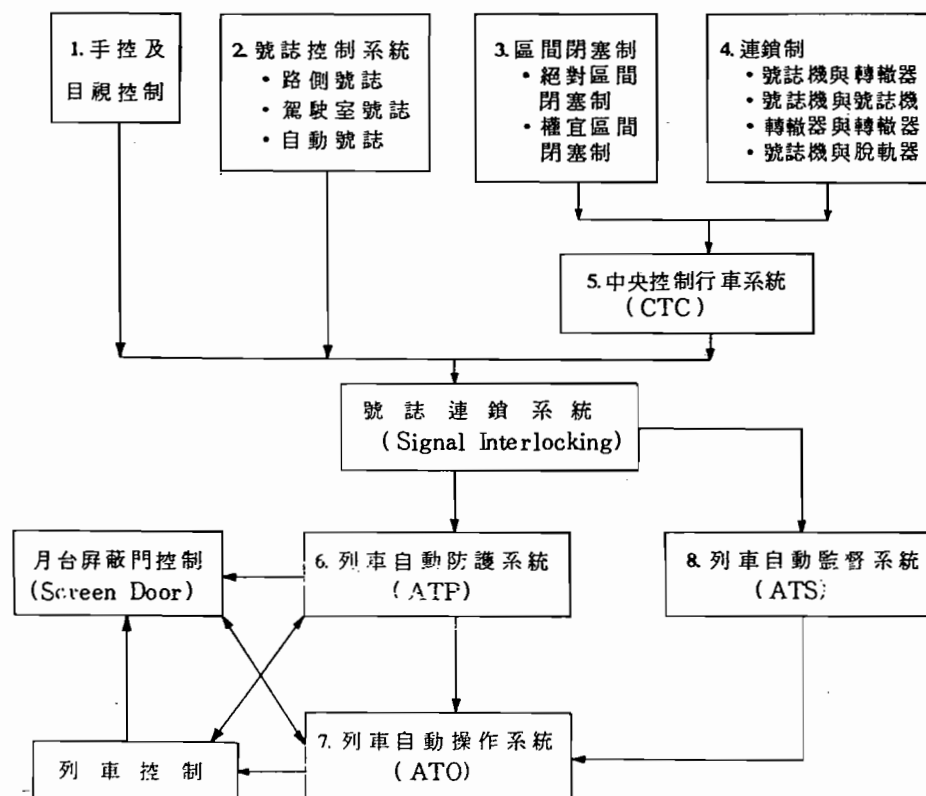 1. 手控及
目視控制
2. 號誌控制系統
• 路側號誌
• 駕駛室號誌
• 自動號誌
3. 區間閉塞制
• 絕對區間
閉塞制
• 權宜區間
閉塞制
4. 連鎖制
• 號誌機與轉轍器
• 號誌機與號誌機
• 轉轍器與轉轍器
• 號誌機與脫軌器
5. 中央控制行車系統
(CTC)
號誌連鎖系統
(Signal Interlocking)
月台屏蔽門控制
(Screen Door)
6. 列車自動防護系統
(ATP)
8. 列車自動監督系統
(ATS)
列車控制
7. 列車自動操作系統
(ATO)